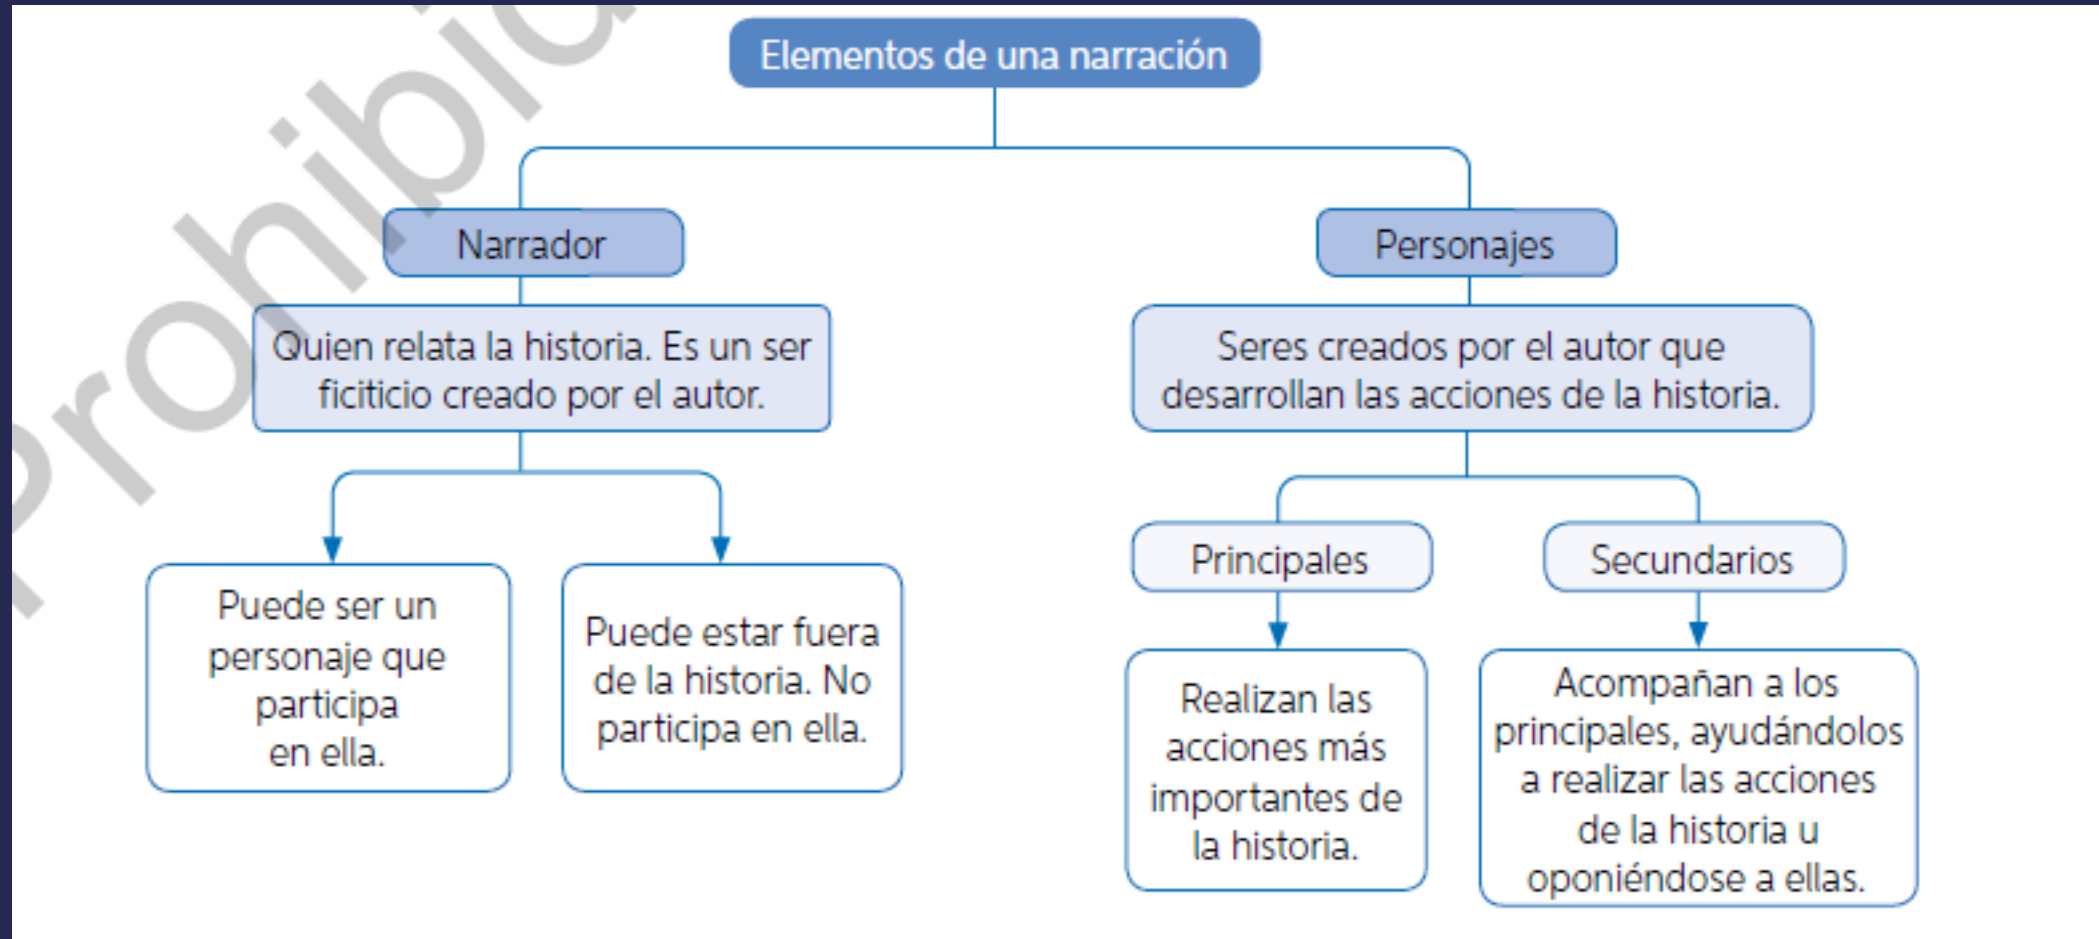 Elementos de una narración
Narrador
Quien relata la historia. Es un ser
ficiticio creado por el autor.
Puede ser un
personaje que
participa
en ella.
Puede estar fuera
de la historia. No
participa en ella.
Personajes
Seres creados por el autor que
desarrollan las acciones de la historia.
Principales
Realizan las
acciones más
importantes de
la historia.
Secundarios
Acompañan a los
principales, ayudándolos
a realizar las acciones
de la historia u
oponiéndose a ellas.